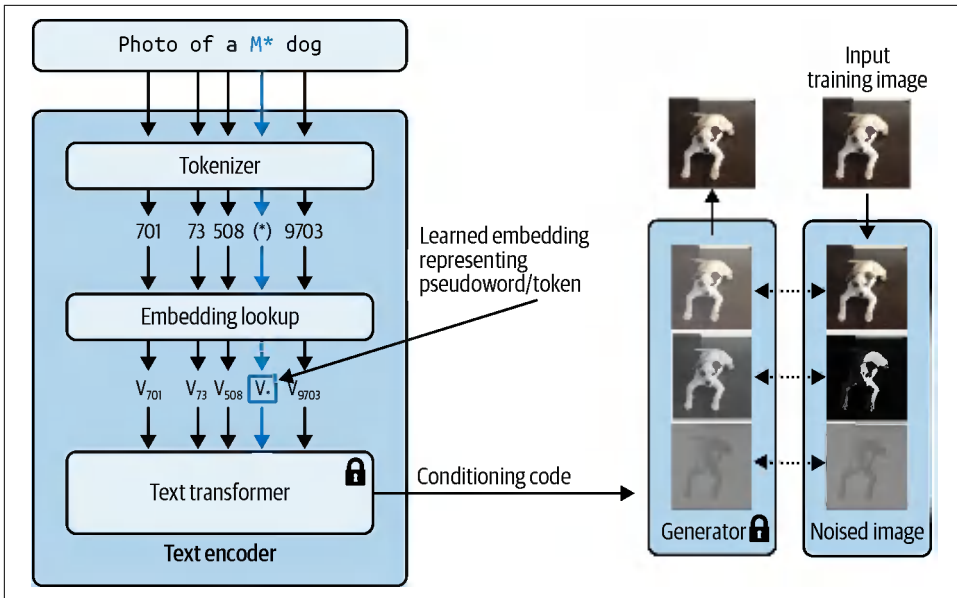 Photo of a M* dog
Tokenizer
701 73 508 (*) 9703
Embedding lookup
V₇₀₁ V₇₃ V₅₀₈ V* V₉₇₀₃
Text transformer
Text encoder
Learned embedding
representing
pseudoword/token
Conditioning code
Input
training image
Generator
Noised image